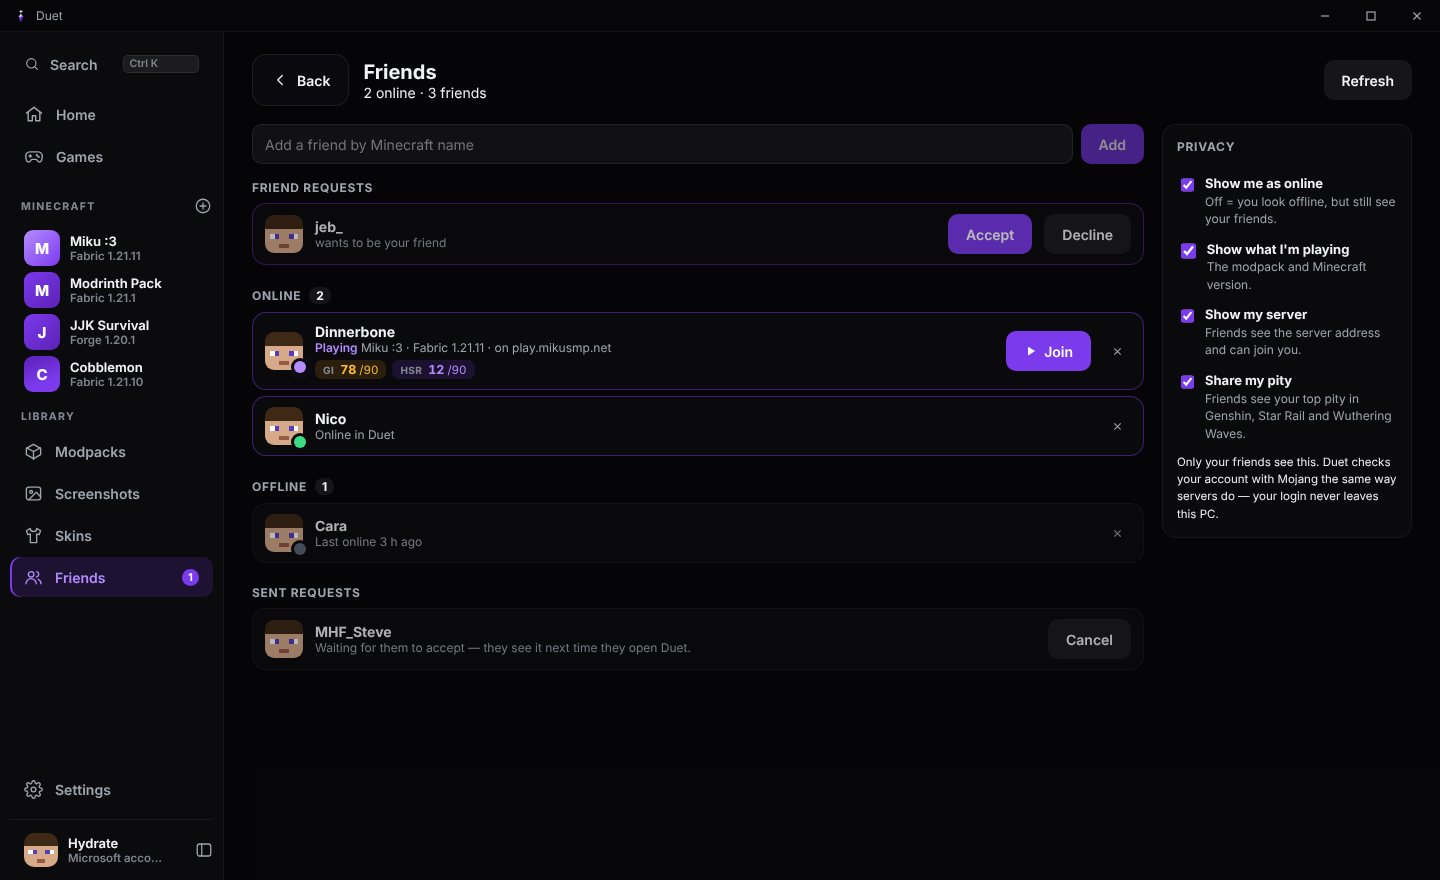 Duet
Search
Ctrl K
Home
Games
MINECRAFT
M
Miku :3
Fabric 1.21.11
M
Modrinth Pack
Fabric 1.21.1
J
JJK Survival
Forge 1.20.1
C
Cobblemon
Fabric 1.21.10
LIBRARY
Modpacks
Screenshots
Skins
Friends
1
Settings
Hydrate
Microsoft acco...
Back
Friends
2 online · 3 friends
Refresh
Add a friend by Minecraft name
Add
FRIEND REQUESTS
jeb_
wants to be your friend
Accept
Decline
ONLINE 2
Dinnerbone
Playing Miku :3 · Fabric 1.21.11 · on play.mikusmp.net
GI 78 /90 HSR 12 /90
Join
Nico
Online in Duet
OFFLINE 1
Cara
Last online 3 h ago
SENT REQUESTS
MHF_Steve
Waiting for them to accept — they see it next time they open Duet.
Cancel
PRIVACY
Show me as online
Off = you look offline, but still see
your friends.
Show what I'm playing
The modpack and Minecraft
version.
Show my server
Friends see the server address
and can join you.
Share my pity
Friends see your top pity in
Genshin, Star Rail and Wuthering
Waves.
Only your friends see this. Duet checks
your account with Mojang the same way
servers do — your login never leaves
this PC.